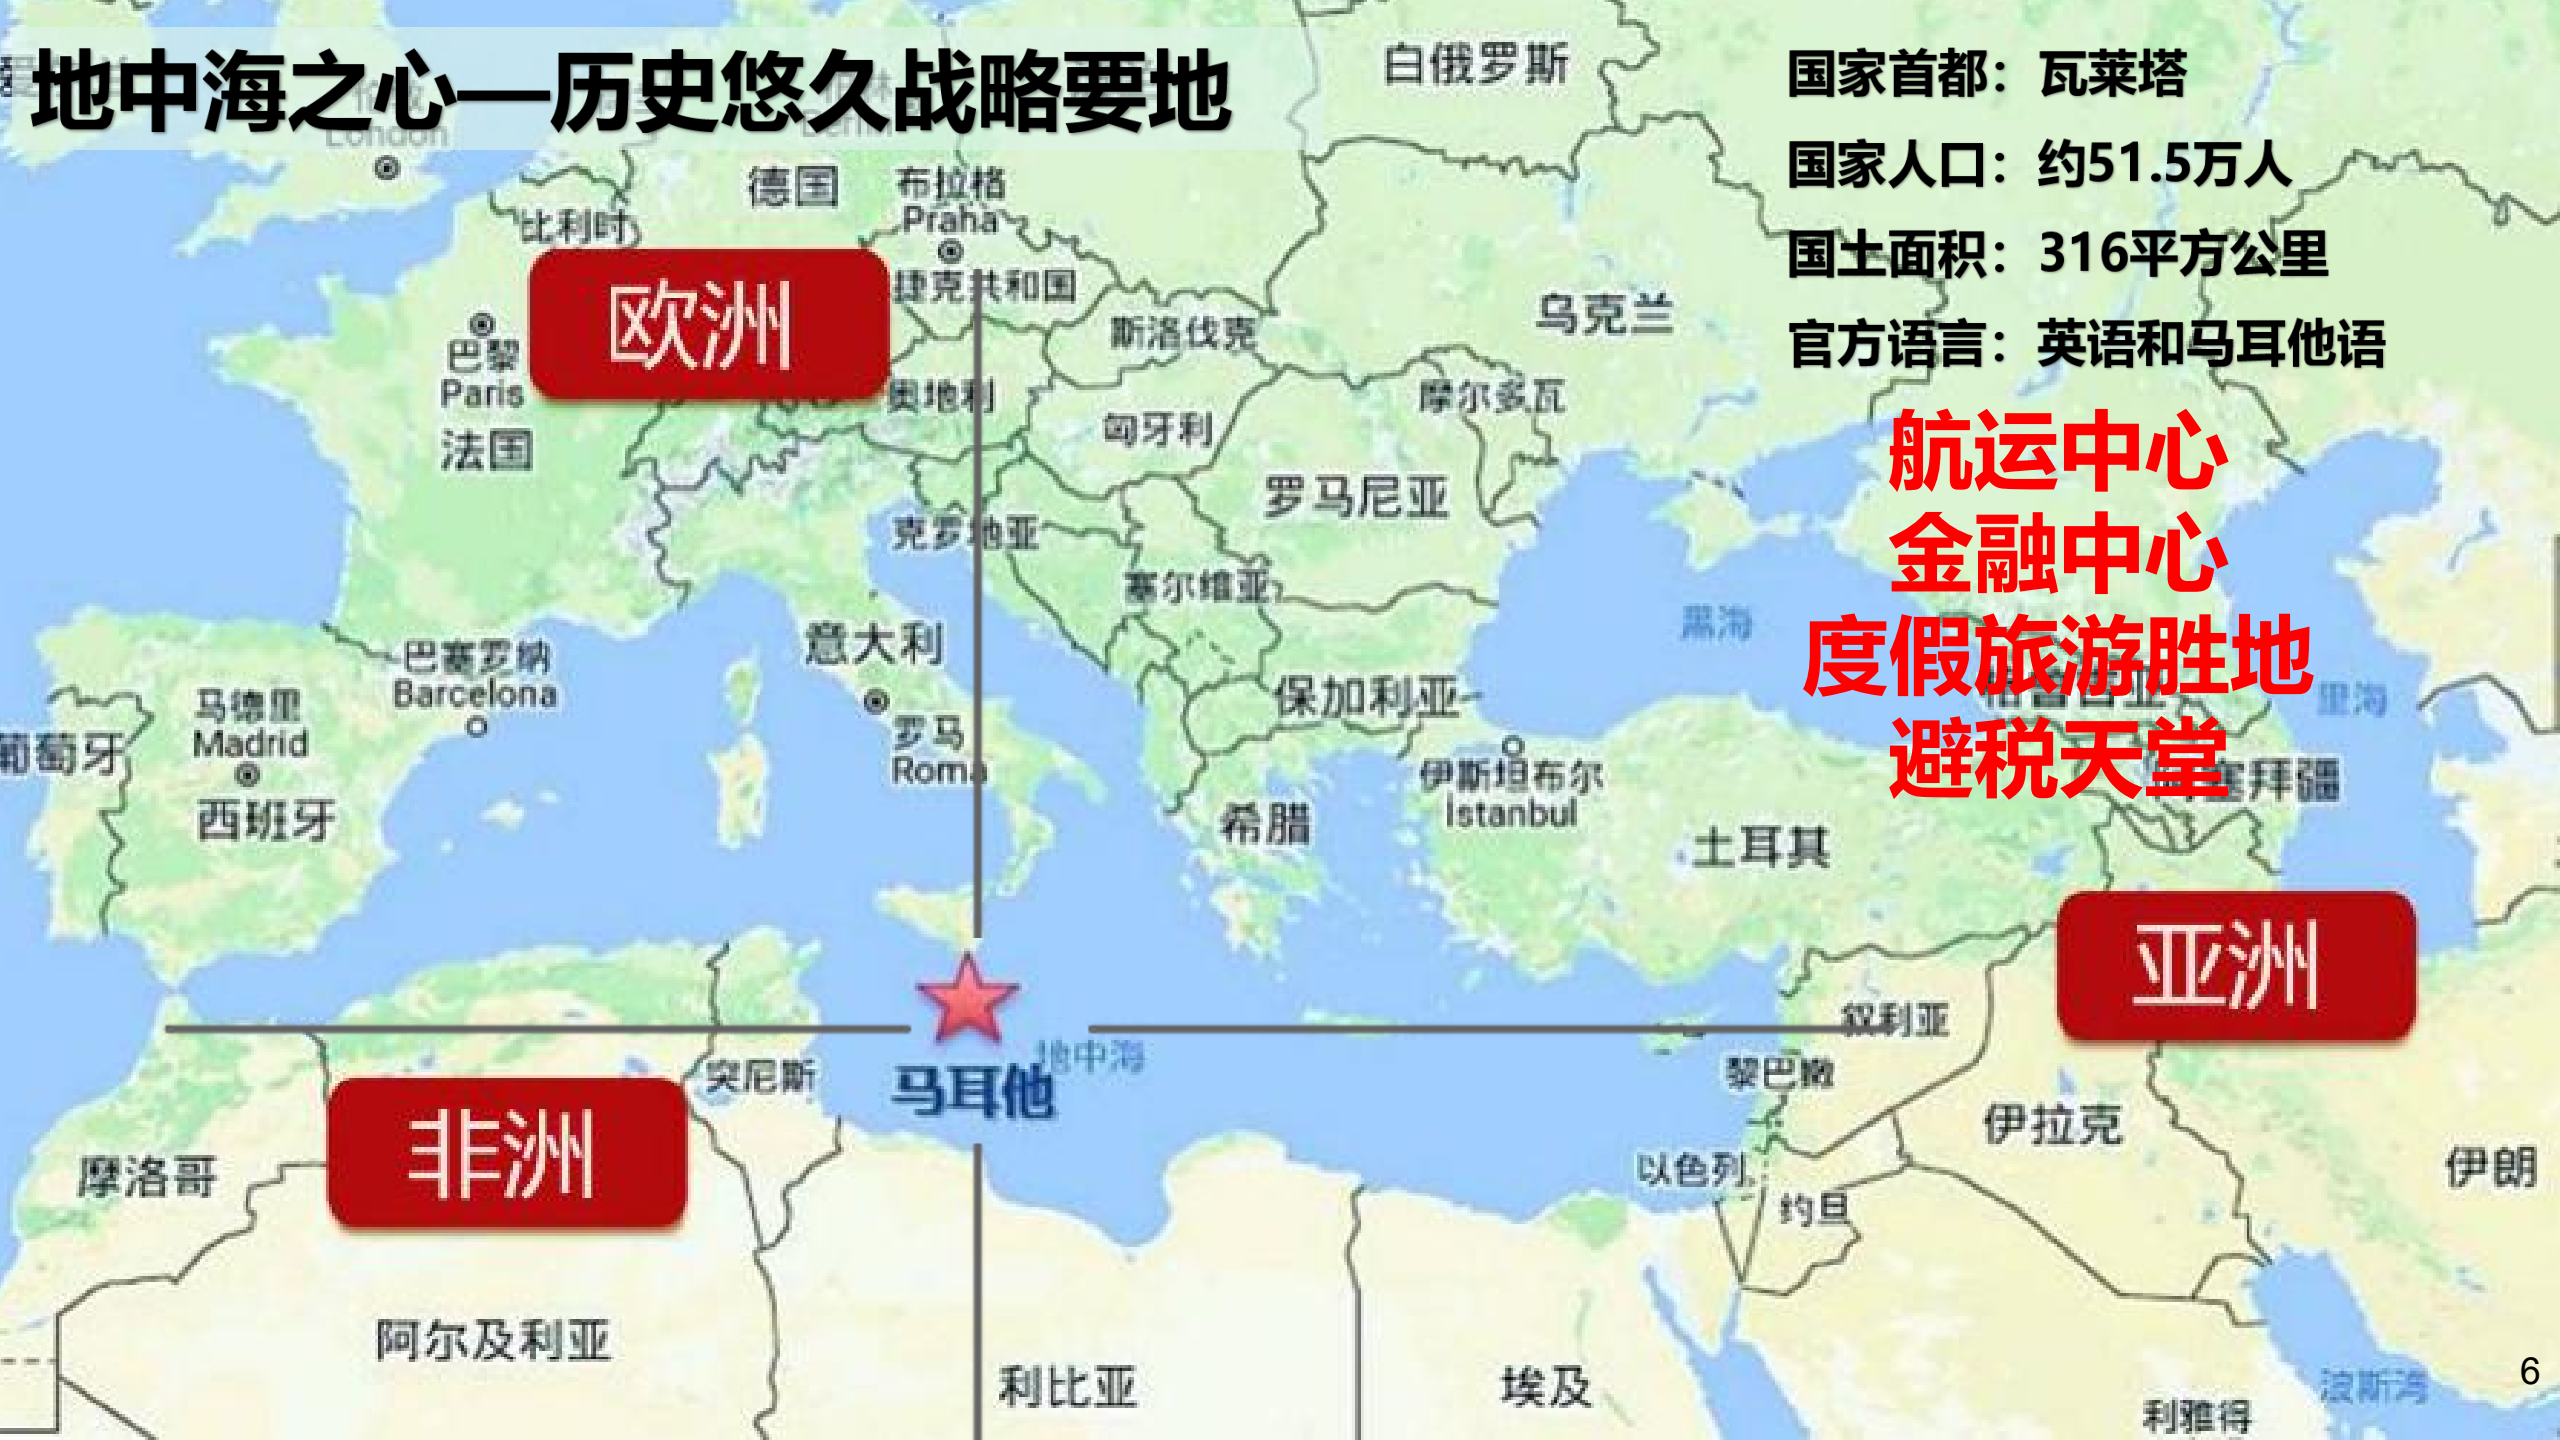 地中海之心—历史悠久战略要地
国家首都：瓦莱塔
国家人口：约51.5万人
国土面积：316平方公里
官方语言：英语和马耳他语
航运中心
金融中心
度假旅游胜地
避税天堂
白俄罗斯
London
德国
布拉格
Praha
比利时
欧洲
捷克共和国
斯洛伐克
乌克兰
巴黎
Paris
法国
奥地利
匈牙利
摩尔多瓦
罗马尼亚
克罗地亚
塞尔维亚
黑海
意大利
巴塞罗纳
Barcelona
保加利亚
里海
马德里
Madrid
罗马
Roma
葡萄牙
西班牙
伊斯坦布尔
İstanbul
希腊
土耳其
塞拜疆
亚洲
叙利亚
地中海
马耳他
突尼斯
黎巴嫩
非洲
摩洛哥
以色列
约旦
伊拉克
伊朗
阿尔及利亚
利比亚
埃及
波斯湾
利雅得
6